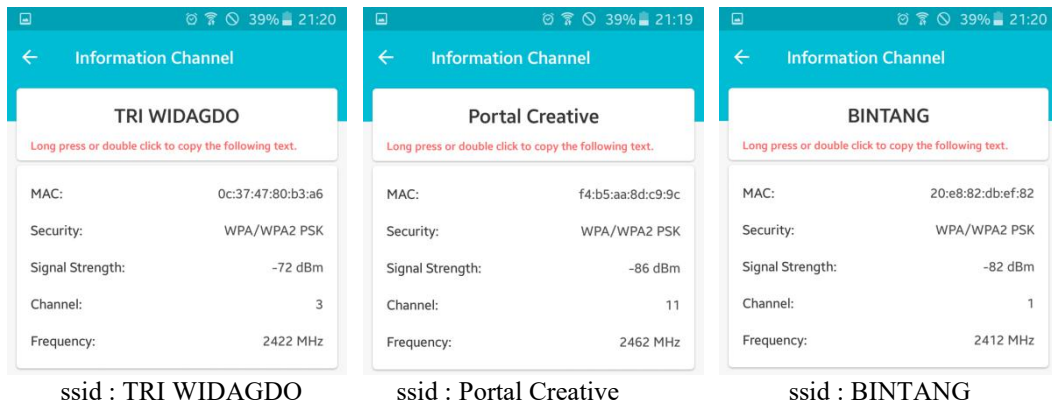 39% 21:20
Information Channel
TRI WIDAGDO
Long press or double click to copy the following text.
MAC: 0c:37:47:80:b3:a6
Security: WPA/WPA2 PSK
Signal Strength: -72 dBm
Channel: 3
Frequency: 2422 MHz
ssid : TRI WIDAGDO
39% 21:19
Information Channel
Portal Creative
Long press or double click to copy the following text.
MAC: f4:b5:aa:8d:c9:9c
Security: WPA/WPA2 PSK
Signal Strength: -86 dBm
Channel: 11
Frequency: 2462 MHz
ssid : Portal Creative
39% 21:20
Information Channel
BINTANG
Long press or double click to copy the following text.
MAC: 20:e8:82:db:ef:82
Security: WPA/WPA2 PSK
Signal Strength: -82 dBm
Channel: 1
Frequency: 2412 MHz
ssid : BINTANG